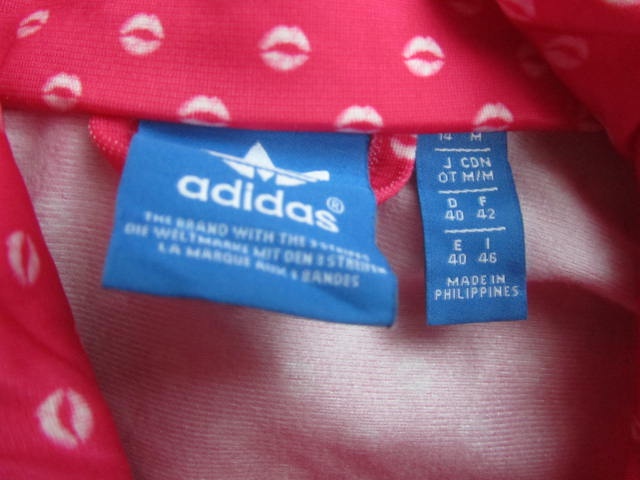 adidas®
THE BRAND WITH THE 3 STRIPES
DIE WELTMARKE MIT DEN 3 STREIFEN
LA MARQUE AUX 3 BANDES
14 M
J CDN
OT M/M
D F
40 42
E I
40 46
MADE IN
PHILIPPINES